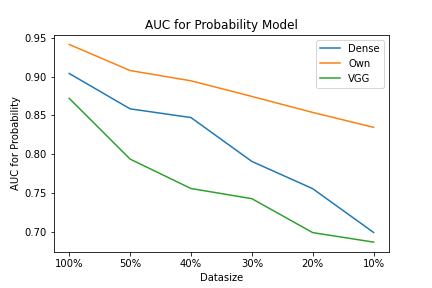 AUC for Probability Model
Dense
Own
VGG
AUC for Probability
0.95
0.90
0.85
0.80
0.75
0.70
100% 50% 40% 30% 20% 10%
Datasize